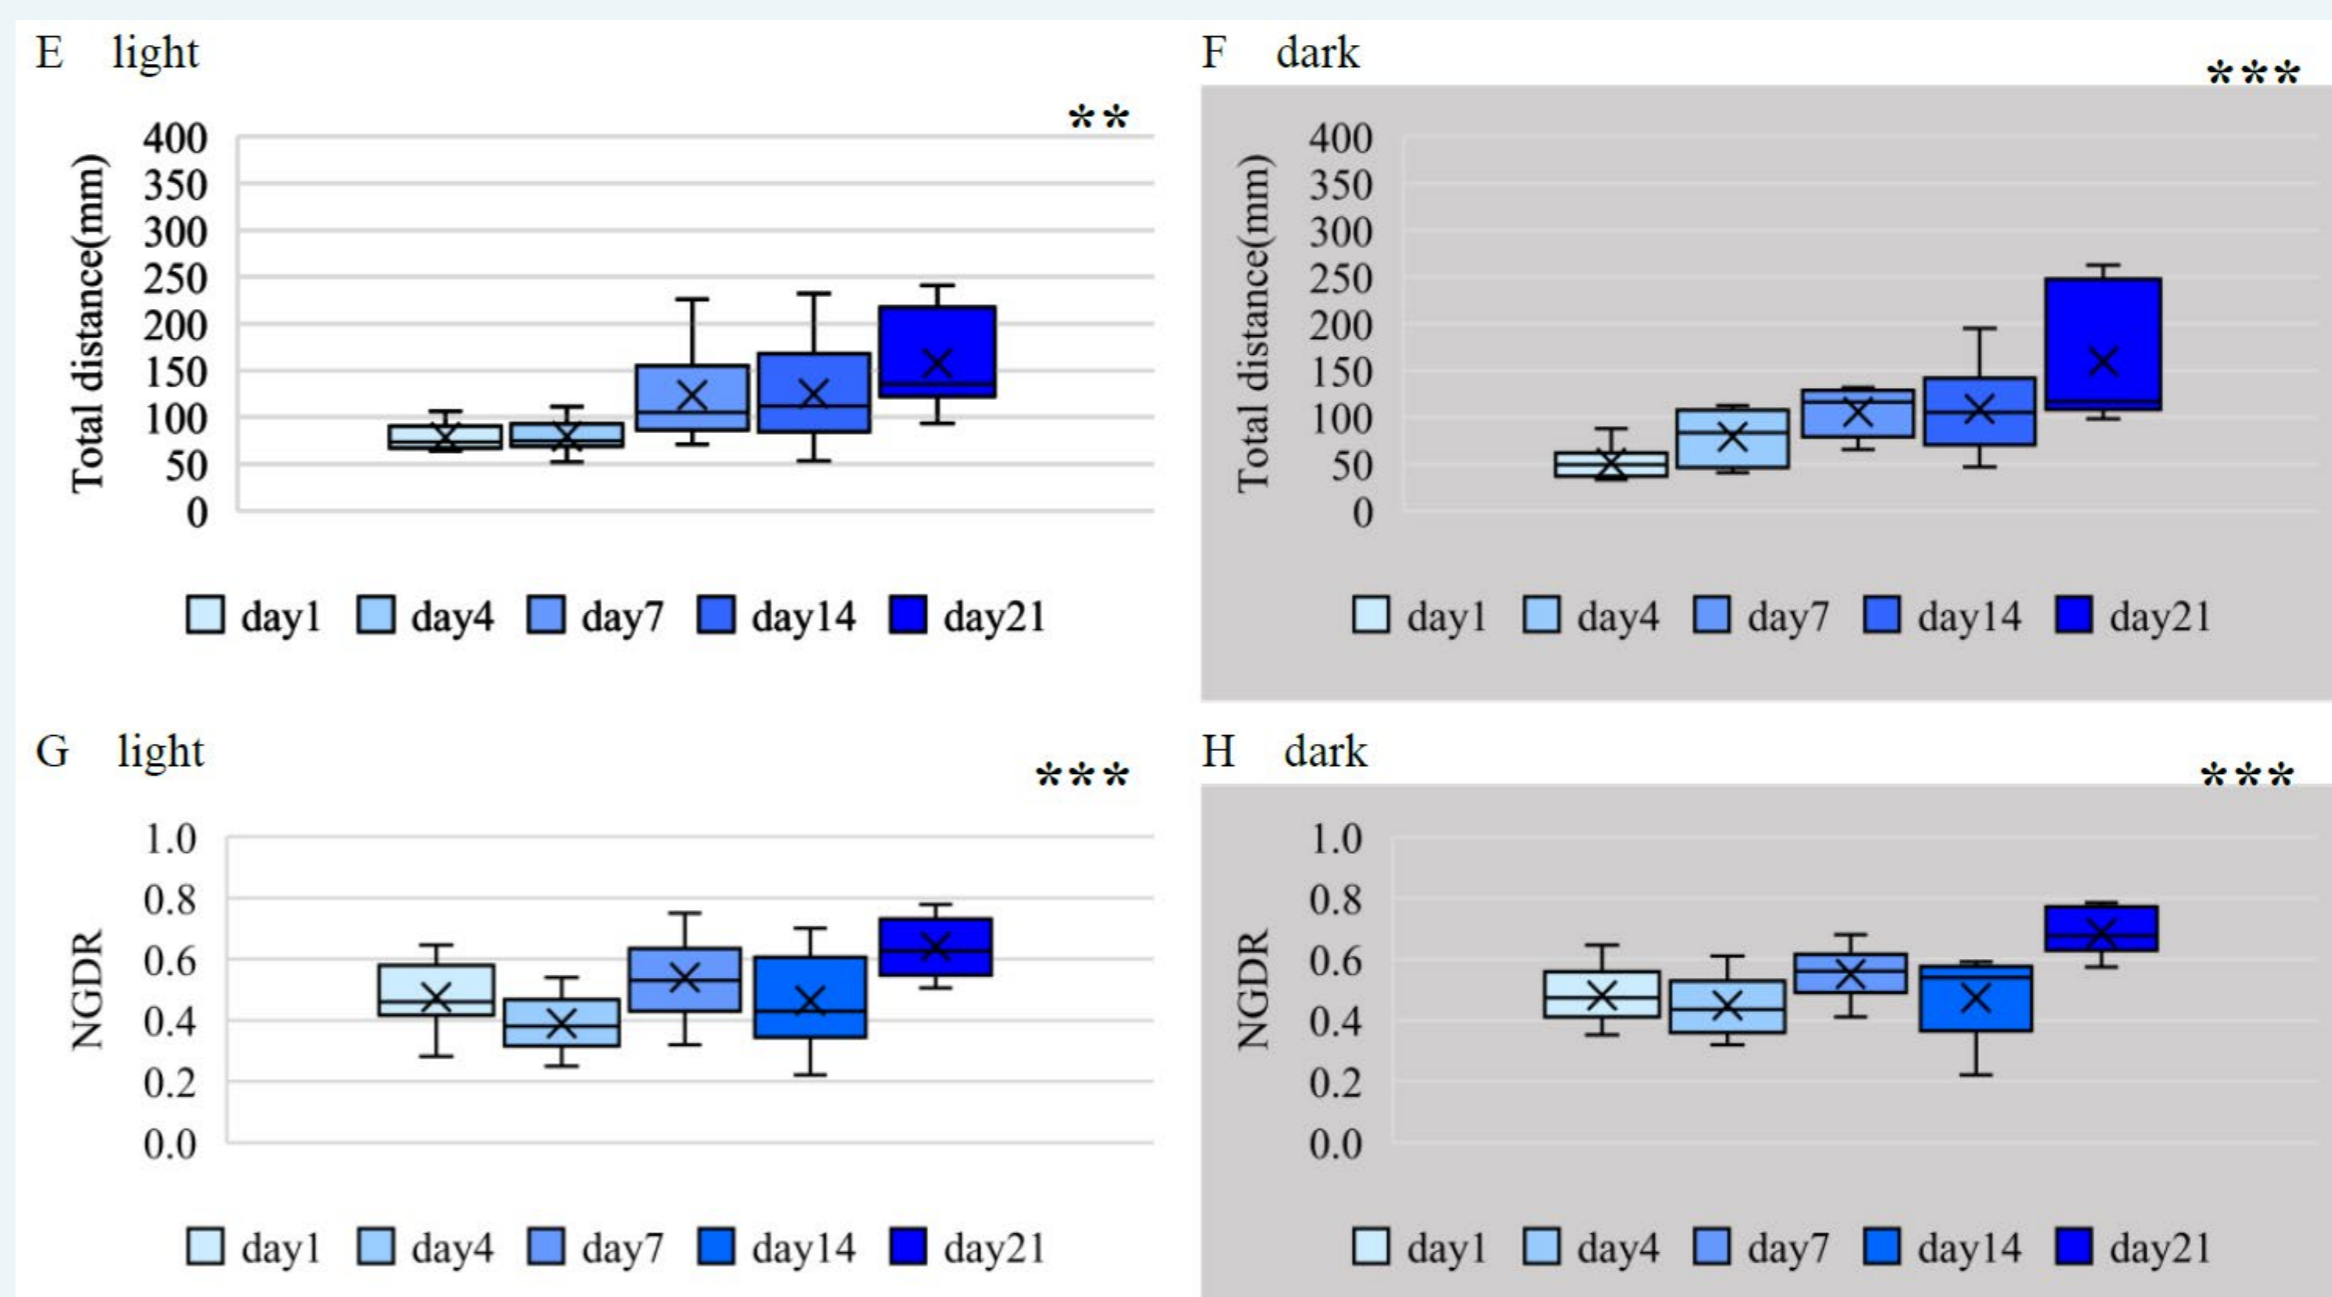 E light
**
Total distance(mm)
400
350
300
250
200
150
100
50
0
day1 day4 day7 day14 day21
F dark
***
Total distance(mm)
400
350
300
250
200
150
100
50
0
day1 day4 day7 day14 day21
G light
***
NGDR
1.0
0.8
0.6
0.4
0.2
0.0
day1 day4 day7 day14 day21
H dark
***
NGDR
1.0
0.8
0.6
0.4
0.2
0.0
day1 day4 day7 day14 day21